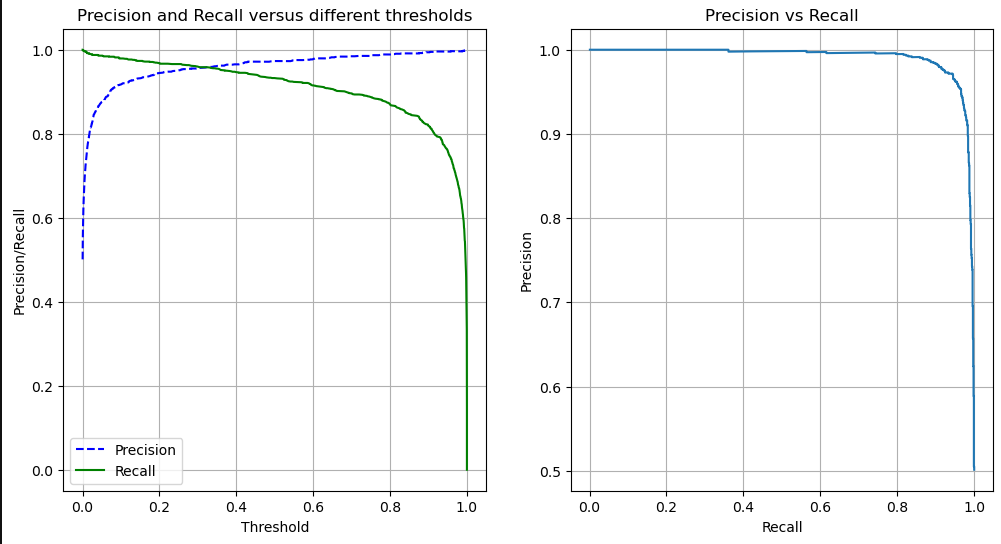 Precision and Recall versus different thresholds
Precision/Recall
1.0
0.8
0.6
0.4
0.2
0.0
Precision
Recall
0.0 0.2 0.4 0.6 0.8 1.0
Threshold
Precision vs Recall
Precision
1.0
0.9
0.8
0.7
0.6
0.5
0.0 0.2 0.4 0.6 0.8 1.0
Recall